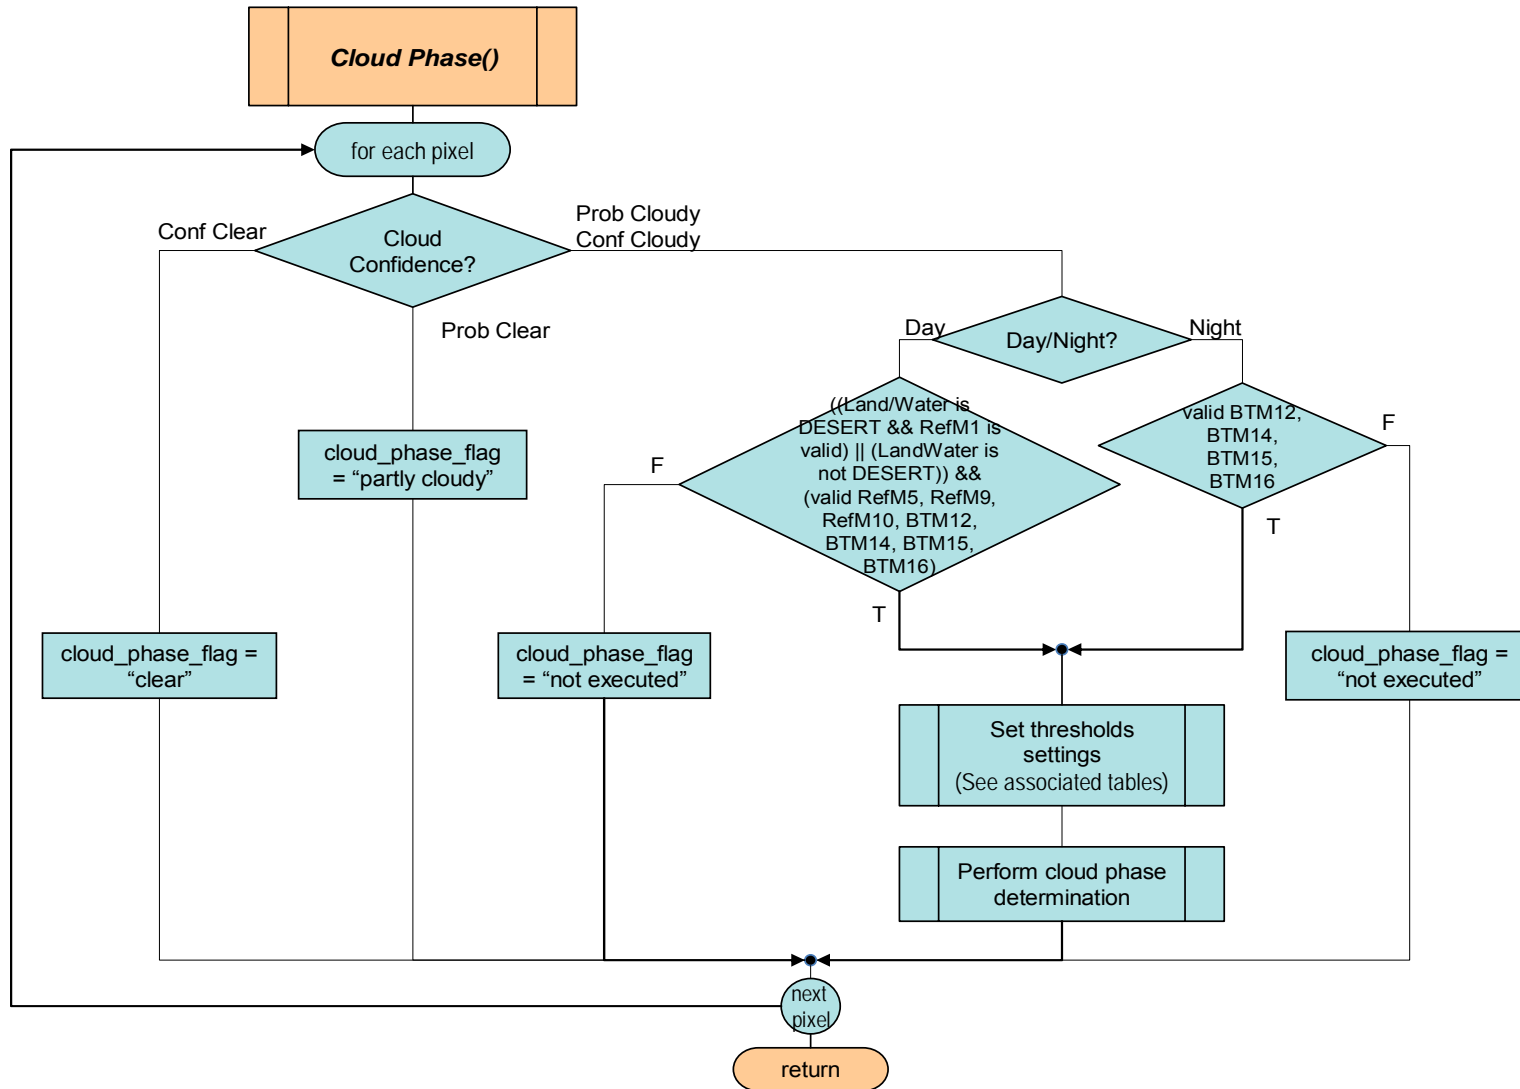 Cloud Phase()
for each pixel
Conf Clear
Cloud
Confidence?
Prob Cloudy
Conf Cloudy
Prob Clear
Day
Day/Night?
Night
((Land/Water is
DESERT && RefM1 is
valid) || (LandWater is
not DESERT)) &&
(valid RefM5, RefM9,
RefM10, BTM12,
BTM14, BTM15,
BTM16)
F
T
valid BTM12,
BTM14,
BTM15,
BTM16
F
T
cloud_phase_flag
= “partly cloudy”
cloud_phase_flag =
“clear”
cloud_phase_flag
= “not executed”
cloud_phase_flag =
“not executed”
Set thresholds
settings
(See associated tables)
Perform cloud phase
determination
next
pixel
return